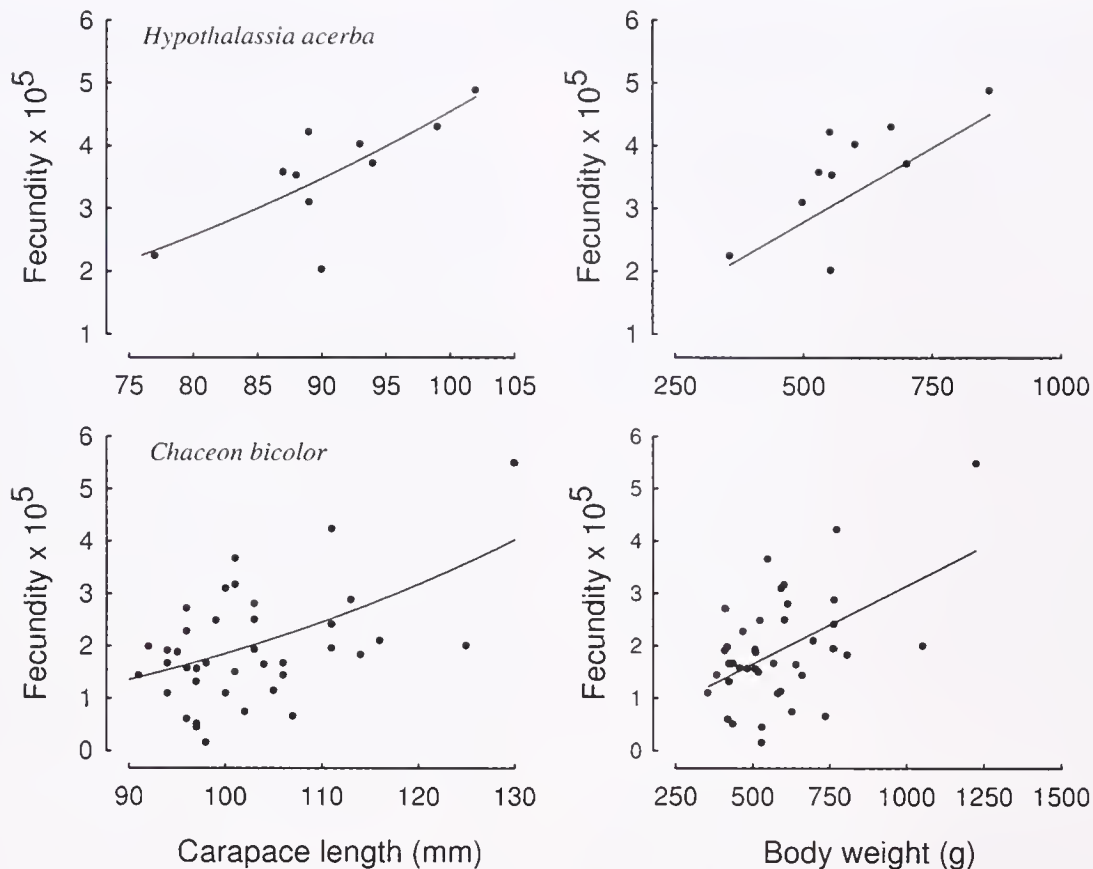 Hypothalassia acerba
Fecundity x 10^5
6
5
4
3
2
1
75 80 85 90 95 100 105
Fecundity x 10^5
6
5
4
3
2
1
250 500 750 1000
Chaceon bicolor
Fecundity x 10^5
6
5
4
3
2
1
0
90 100 110 120 130
Carapace length (mm)
Fecundity x 10^5
6
5
4
3
2
1
0
250 500 750 1000 1250 1500
Body weight (g)